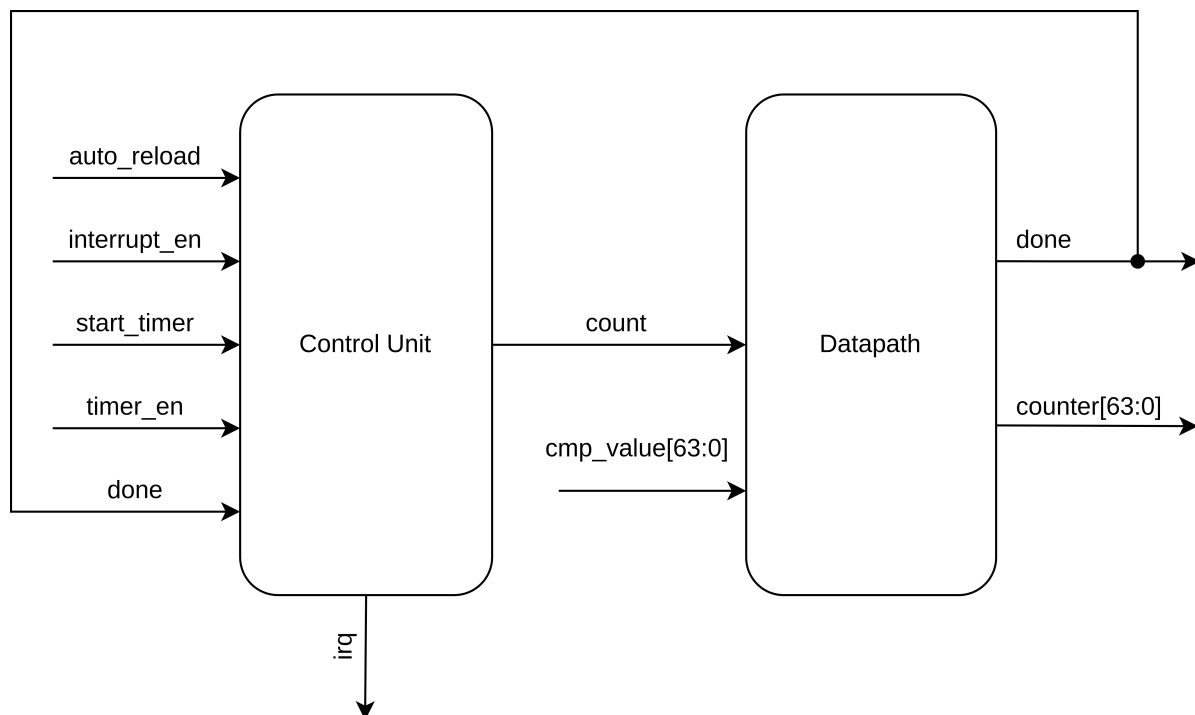 auto_reload
interrupt_en
start_timer
timer_en
done
Control Unit
irq
count
cmp_value[63:0]
Datapath
done
counter[63:0]